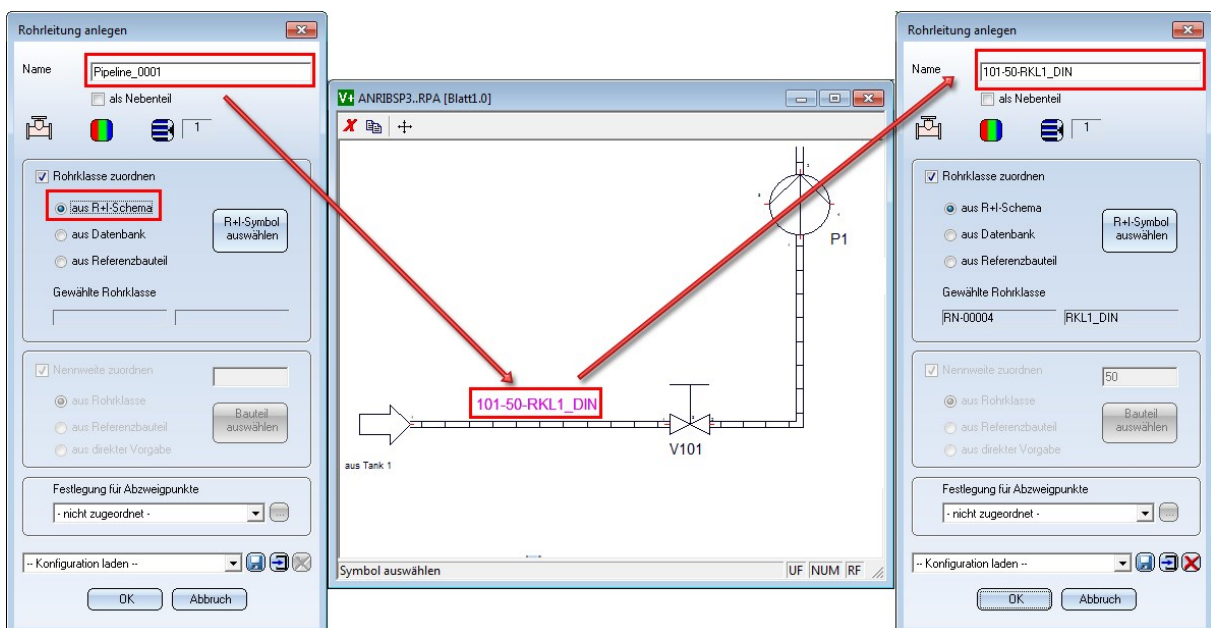 Rohrleitung anlegen
Name
Pipeline_0001
als Nebenteil
1
Rohrklasse zuordnen
aus R+I-Schema
aus Datenbank
aus Referenzbauteil
R+I-Symbol
auswählen
Gewählte Rohrklasse
Nennweite zuordnen
aus Rohrklasse
aus Referenzbauteil
aus direkter Vorgabe
Bauteil
auswählen
Festlegung für Abzweigpunkte
- nicht zugeordnet -
...
-- Konfiguration laden --
OK
Abbruch
V+ ANRIBSP3..RPA [Blatt1.0]
P1
101-50-RKL1_DIN
V101
aus Tank 1
Symbol auswählen
UF NUM RF
Rohrleitung anlegen
Name
101-50-RKL1_DIN
als Nebenteil
1
Rohrklasse zuordnen
aus R+I-Schema
aus Datenbank
aus Referenzbauteil
R+I-Symbol
auswählen
Gewählte Rohrklasse
RN-00004
RKL1_DIN
Nennweite zuordnen
50
aus Rohrklasse
aus Referenzbauteil
aus direkter Vorgabe
Bauteil
auswählen
Festlegung für Abzweigpunkte
- nicht zugeordnet -
...
-- Konfiguration laden --
OK
Abbruch